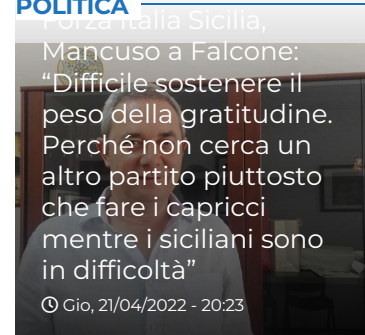 POLITICA
Forza Italia Sicilia,
Mancuso a Falcone:
“Difficile sostenere il
peso della gratitudine.
Perché non cerca un
altro partito piuttosto
che fare i capricci
mentre i siciliani sono
in difficoltà”
Gio, 21/04/2022 - 20:23